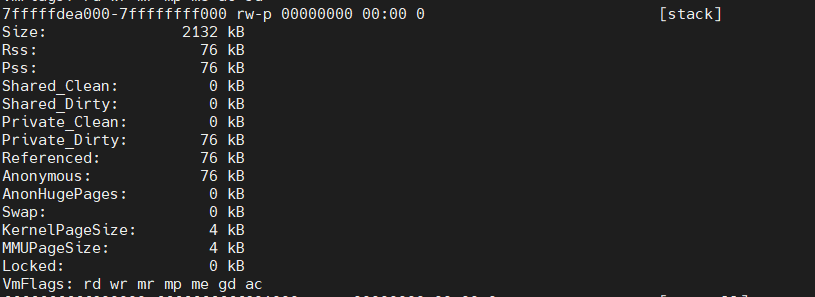 7fffffdea000-7ffffffff000 rw-p 00000000 00:00 0 [stack]
Size: 2132 kB
Rss: 76 kB
Pss: 76 kB
Shared_Clean: 0 kB
Shared_Dirty: 0 kB
Private_Clean: 0 kB
Private_Dirty: 76 kB
Referenced: 76 kB
Anonymous: 76 kB
AnonHugePages: 0 kB
Swap: 0 kB
KernelPageSize: 4 kB
MMUPageSize: 4 kB
Locked: 0 kB
VmFlags: rd wr mr mp me gd ac